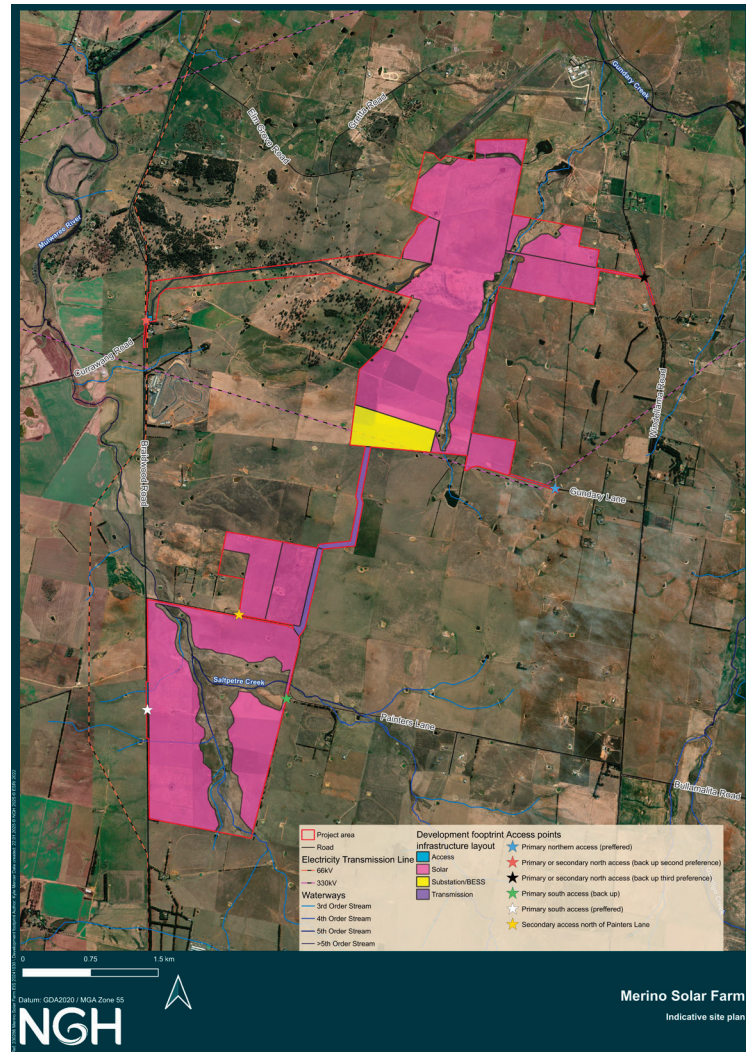 Gundary Creek
Greta Road
Elm Grove Road
Mulwaree River
Currawang Road
Windellama Road
Braidwood Road
Gundary Lane
Saltpetre Creek
Painters Lane
Bullamalita Road
Project area
Road
Electricity Transmission Line
66kV
330kV
Waterways
3rd Order Stream
4th Order Stream
5th Order Stream
>5th Order Stream
Development fooptrint
infrastructure layout
Access
Solar
Substation/BESS
Transmission
Access points
Primary northern access (preffered)
Primary or secondary north access (back up second preference)
Primary or secondary north access (back up third preference)
Primary south access (back up)
Primary south access (preffered)
Secondary access north of Painters Lane
0 0.75 1.5 km
Datum: GDA2020 / MGA Zone 55
NGH
Merino Solar Farm
Indicative site plan